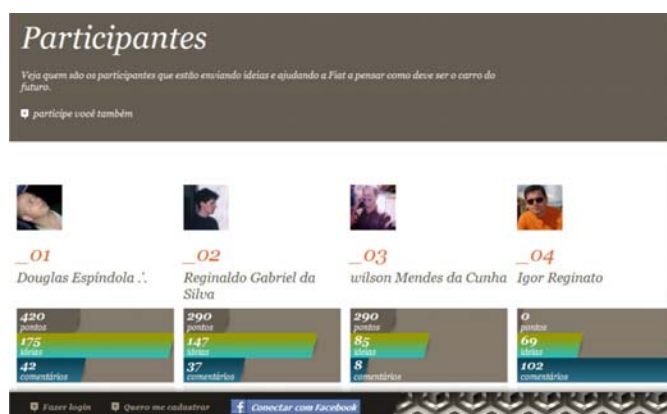 Participantes
Veja quem são os participantes que estão enviando ideias e ajudando a Fiat a pensar como deve ser o carro do
futuro.
participe você também
_01
Douglas Espíndola .'.
420
pontos
175
ideias
42
comentários
_02
Reginaldo Gabriel da
Silva
290
pontos
147
ideias
37
comentários
_03
wilson Mendes da Cunha
290
pontos
85
ideias
8
comentários
_04
Igor Reginato
0
pontos
69
ideias
102
comentários
Fazer login
Quero me cadastrar
f Conectar com Facebook